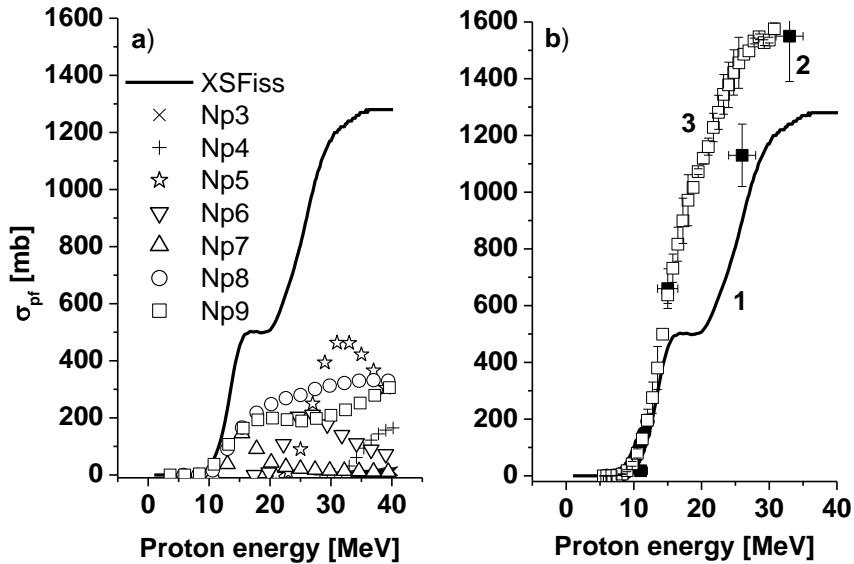 a)
XSFiss
Np3
Np4
Np5
Np6
Np7
Np8
Np9
1600
1400
1200
1000
800
600
400
200
0
σpf [mb]
0 10 20 30 40
Proton energy [MeV]
b)
2
3
1
1600
1400
1200
1000
800
600
400
200
0
0 10 20 30 40
Proton energy [MeV]